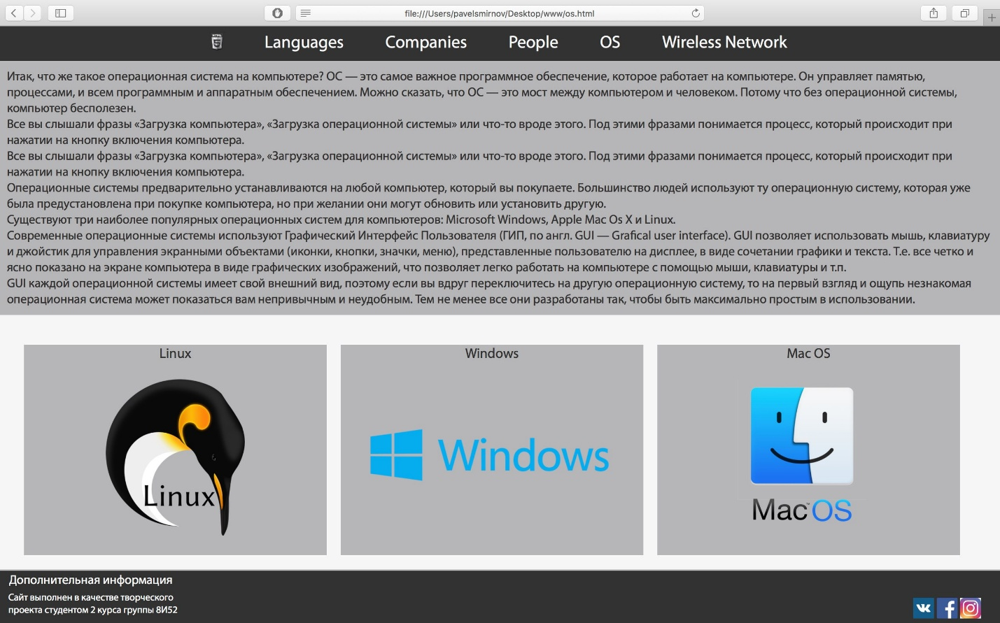 file:///Users/pavelsmirnov/Desktop/www/os.html
HTML
5
Languages
Companies
People
OS
Wireless Network
Итак, что же такое операционная система на компьютере? ОС — это самое важное программное обеспечение, которое работает на компьютере. Он управляет памятью,
процессами, и всем программным и аппаратным обеспечением. Можно сказать, что ОС — это мост между компьютером и человеком. Потому что без операционной системы,
компьютер бесполезен.
Все вы слышали фразы «Загрузка компьютера», «Загрузка операционной системы» или что-то вроде этого. Под этими фразами понимается процесс, который происходит при
нажатии на кнопку включения компьютера.
Все вы слышали фразы «Загрузка компьютера», «Загрузка операционной системы» или что-то вроде этого. Под этими фразами понимается процесс, который происходит при
нажатии на кнопку включения компьютера.
Операционные системы предварительно устанавливаются на любой компьютер, который вы покупаете. Большинство людей используют ту операционную систему, которая уже
была предустановлена при покупке компьютера, но при желании они могут обновить или установить другую.
Существуют три наиболее популярных операционных систем для компьютеров: Microsoft Windows, Apple Mac Os X и Linux.
Современные операционные системы используют Графический Интерфейс Пользователя (ГИП, по англ. GUI — Grafical user interface). GUI позволяет использовать мышь, клавиатуру
и джойстик для управления экранными объектами (иконки, кнопки, значки, меню), представленные пользователю на дисплее, в виде сочетании графики и текста. Т.е. все четко и
ясно показано на экране компьютера в виде графических изображений, что позволяет легко работать на компьютере с помощью мыши, клавиатуры и т.п.
GUI каждой операционной системы имеет свой внешний вид, поэтому если вы вдруг переключитесь на другую операционную систему, то на первый взгляд и ощупь незнакомая
операционная система может показаться вам непривычным и неудобным. Тем не менее все они разработаны так, чтобы быть максимально простым в использовании.
Linux
Windows
Mac OS
Linux
Windows
Mac™OS
Дополнительная информация
Сайт выполнен в качестве творческого
проекта студентом 2 курса группы 8И52